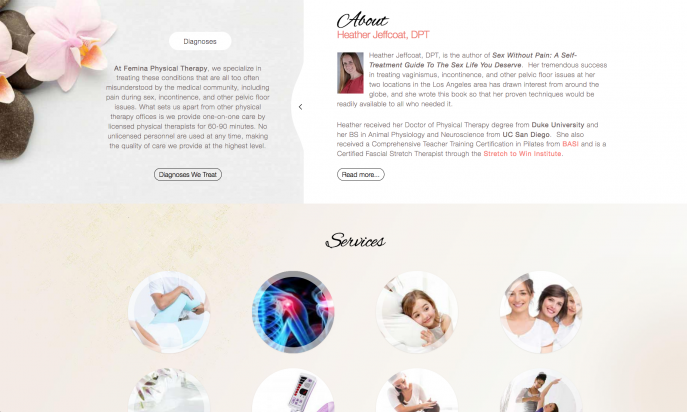 Diagnoses
At Femina Physical Therapy, we specialize in
treating these conditions that are all too often
misunderstood by the medical community, including
pain during sex, incontinence, and other pelvic floor
issues. What sets us apart from other physical
therapy offices is we provide one-on-one care by
licensed physical therapists for 60-90 minutes. No
unlicensed personnel are used at any time, making
the quality of care we provide at the highest level.
Diagnoses We Treat
About
Heather Jeffcoat, DPT
Heather Jeffcoat, DPT, is the author of Sex Without Pain: A Self-
Treatment Guide To The Sex Life You Deserve. Her tremendous success
in treating vaginismus, incontinence, and other pelvic floor issues at her
two locations in the Los Angeles area has drawn interest from around the
globe, and she wrote this book so that her proven techniques would be
readily available to all who needed it.
Heather received her Doctor of Physical Therapy degree from Duke University and
her BS in Animal Physiology and Neuroscience from UC San Diego. She also
received a Comprehensive Teacher Training Certification in Pilates from BASI and is a
Certified Fascial Stretch Therapist through the Stretch to Win Institute.
Read more...
Services